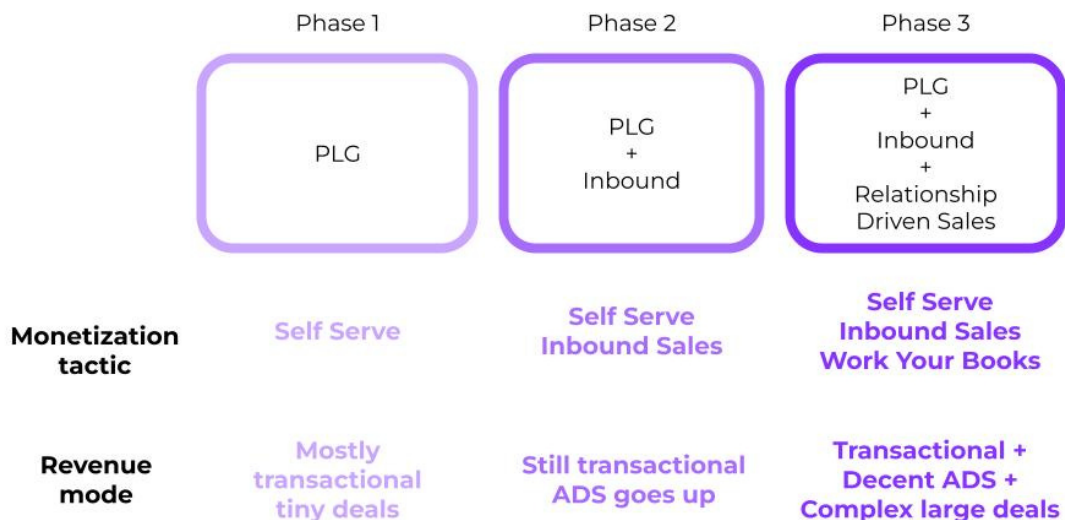 Phase 1
Phase 2
Phase 3
PLG
PLG
+
Inbound
PLG
+
Inbound
+
Relationship
Driven Sales
Monetization
tactic
Self Serve
Self Serve
Inbound Sales
Self Serve
Inbound Sales
Work Your Books
Revenue
mode
Mostly
transactional
tiny deals
Still transactional
ADS goes up
Transactional +
Decent ADS +
Complex large deals